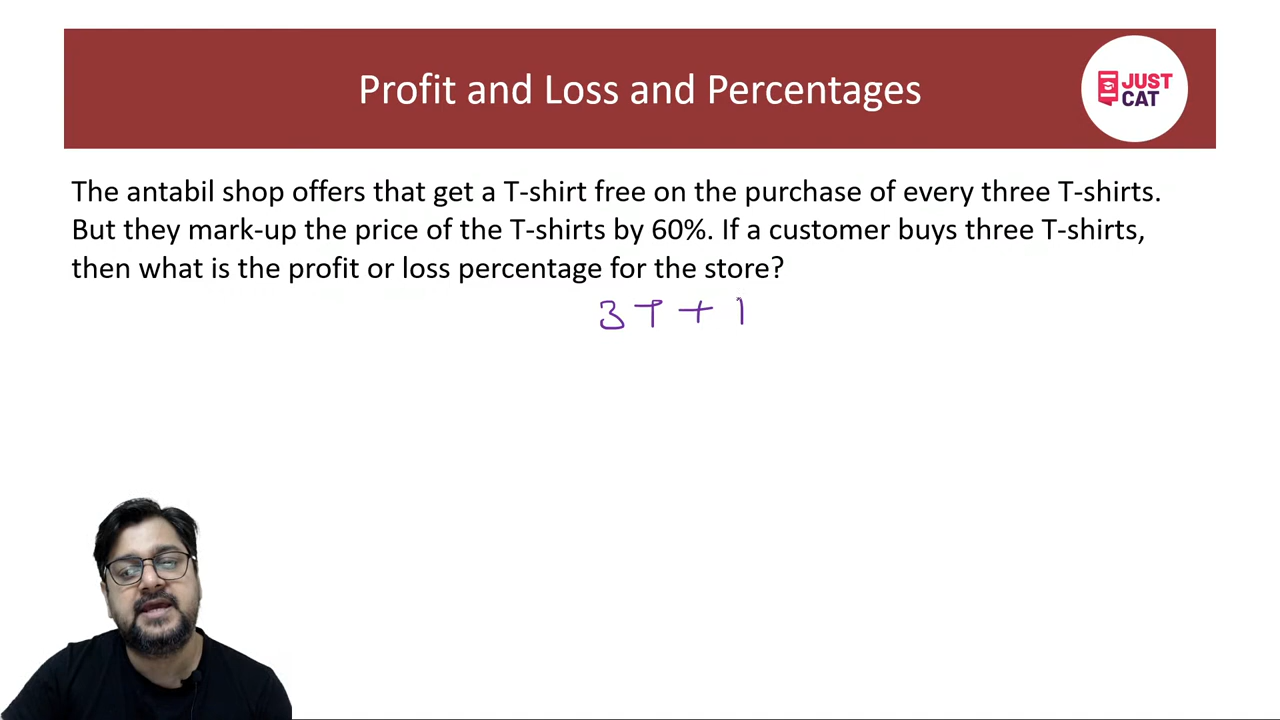 Profit and Loss and Percentages
JUST
CAT
The antabil shop offers that get a T-shirt free on the purchase of every three T-shirts.
But they mark-up the price of the T-shirts by 60%. If a customer buys three T-shirts,
then what is the profit or loss percentage for the store?
3T + 1